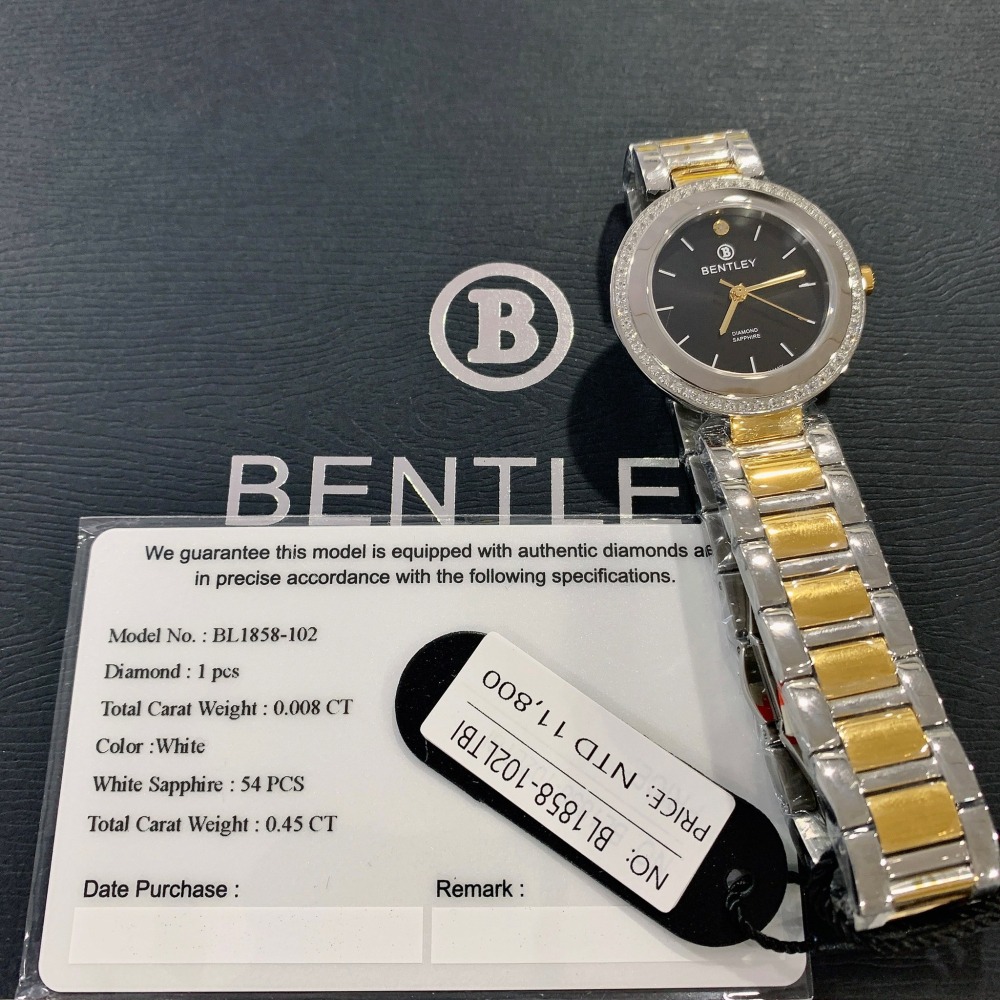 B
BENTLEY
DIAMOND
SAPPHIRE
B
BENTLE
We guarantee this model is equipped with authentic diamonds a
in precise accordance with the following specifications.
Model No. : BL1858-102
Diamond : 1 pcs
Total Carat Weight : 0.008 CT
Color :White
White Sapphire : 54 PCS
Total Carat Weight : 0.45 CT
Date Purchase :
Remark :
NO: BL1858-102LTBI
PRICE: NTD 11,800